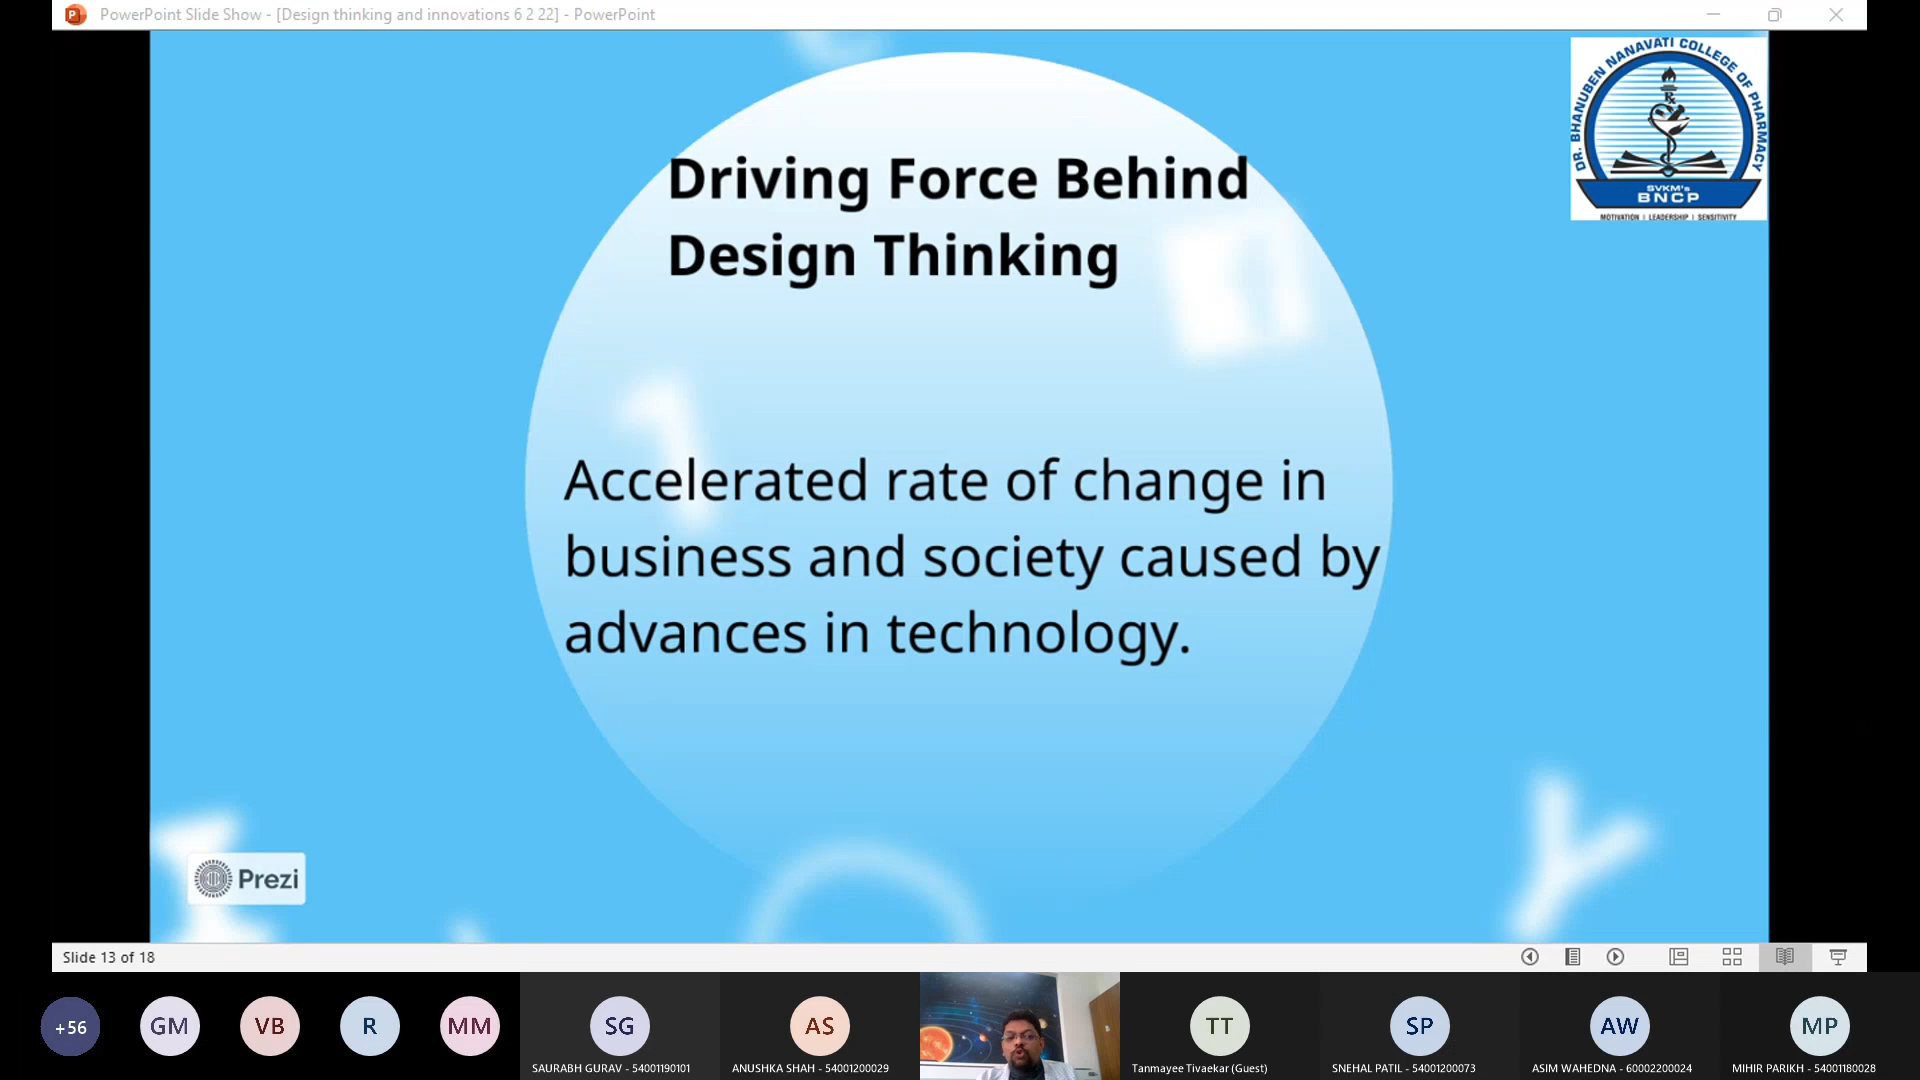 PowerPoint Slide Show - [Design thinking and innovations 6 2 22] - PowerPoint
DR. BHANUBEN NANAVATI COLLEGE OF PHARMACY
Rx
SVKM's
BNCP
MOTIVATION | LEADERSHIP | SENSITIVITY
Driving Force Behind
Design Thinking
Accelerated rate of change in
business and society caused by
advances in technology.
Prezi
Slide 13 of 18
+56
GM
VB
R
MM
SG
AS
TT
SP
AW
MP
SAURABH GURAV - 54001190101
ANUSHKA SHAH - 54001200029
Tanmayee Tivaekar (Guest)
SNEHAL PATIL - 54001200073
ASIM WAHEDNA - 60002200024
MIHIR PARIKH - 54001180028